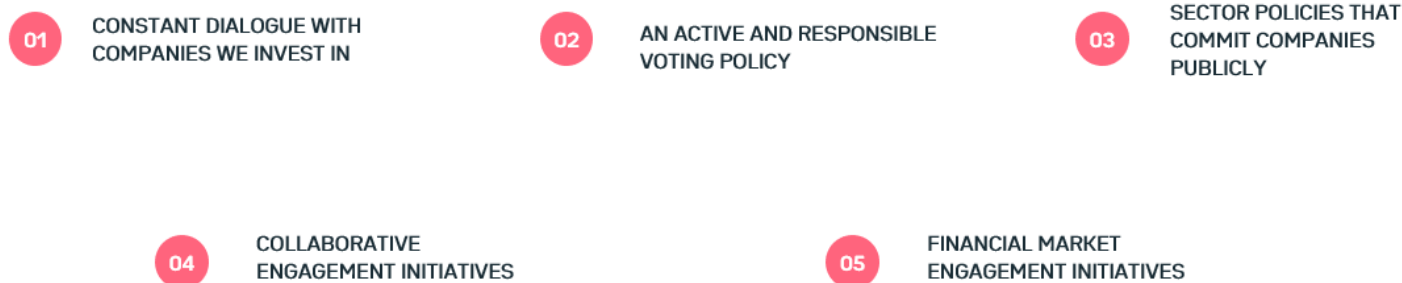 01
CONSTANT DIALOGUE WITH
COMPANIES WE INVEST IN
02
AN ACTIVE AND RESPONSIBLE
VOTING POLICY
03
SECTOR POLICIES THAT
COMMIT COMPANIES
PUBLICLY
04
COLLABORATIVE
ENGAGEMENT INITIATIVES
05
FINANCIAL MARKET
ENGAGEMENT INITIATIVES